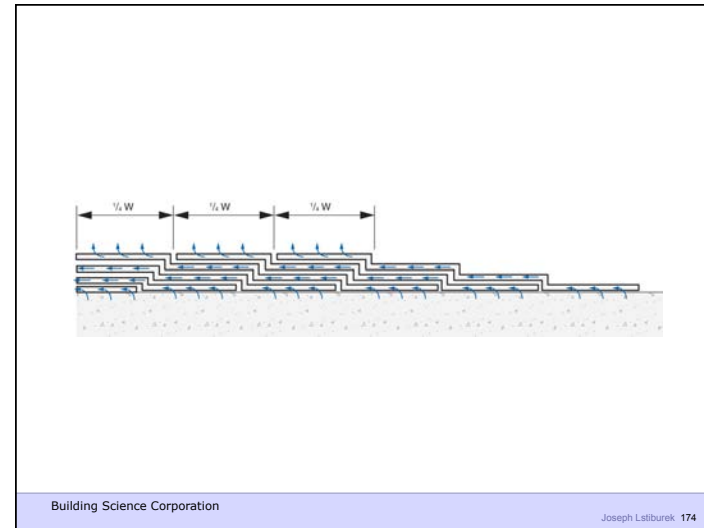 ¼ W ¼ W ¼ W
Building Science Corporation
Joseph Lstiburek 174